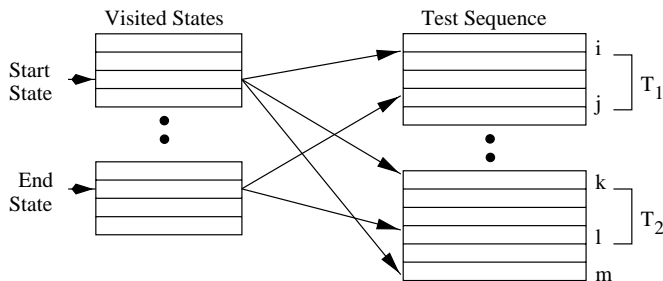 Visited States
Test Sequence
Start
State
End
State
i
j
T1
k
l
m
T2